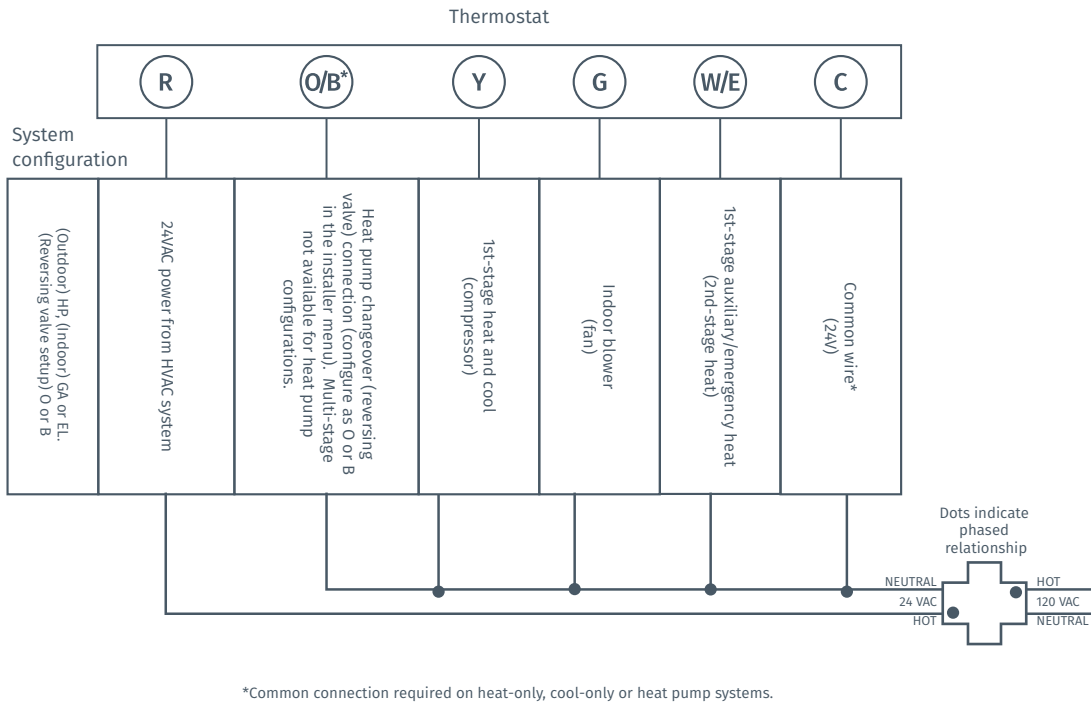 Thermostat
R
O/B*
Y
G
W/E
C
System
configuration
(Outdoor) HP, (Indoor) GA or EL.
(Reversing valve setup) O or B
24VAC power from HVAC system
Heat pump changeover (reversing
valve) connection (configure as O or B
in the installer menu). Multi-stage
not available for heat pump
configurations.
1st-stage heat and cool
(compressor)
Indoor blower
(fan)
1st-stage auxiliary/emergency heat
(2nd-stage heat)
Common wire*
(24V)
Dots indicate
phased
relationship
NEUTRAL
24 VAC
HOT
HOT
120 VAC
NEUTRAL
*Common connection required on heat-only, cool-only or heat pump systems.